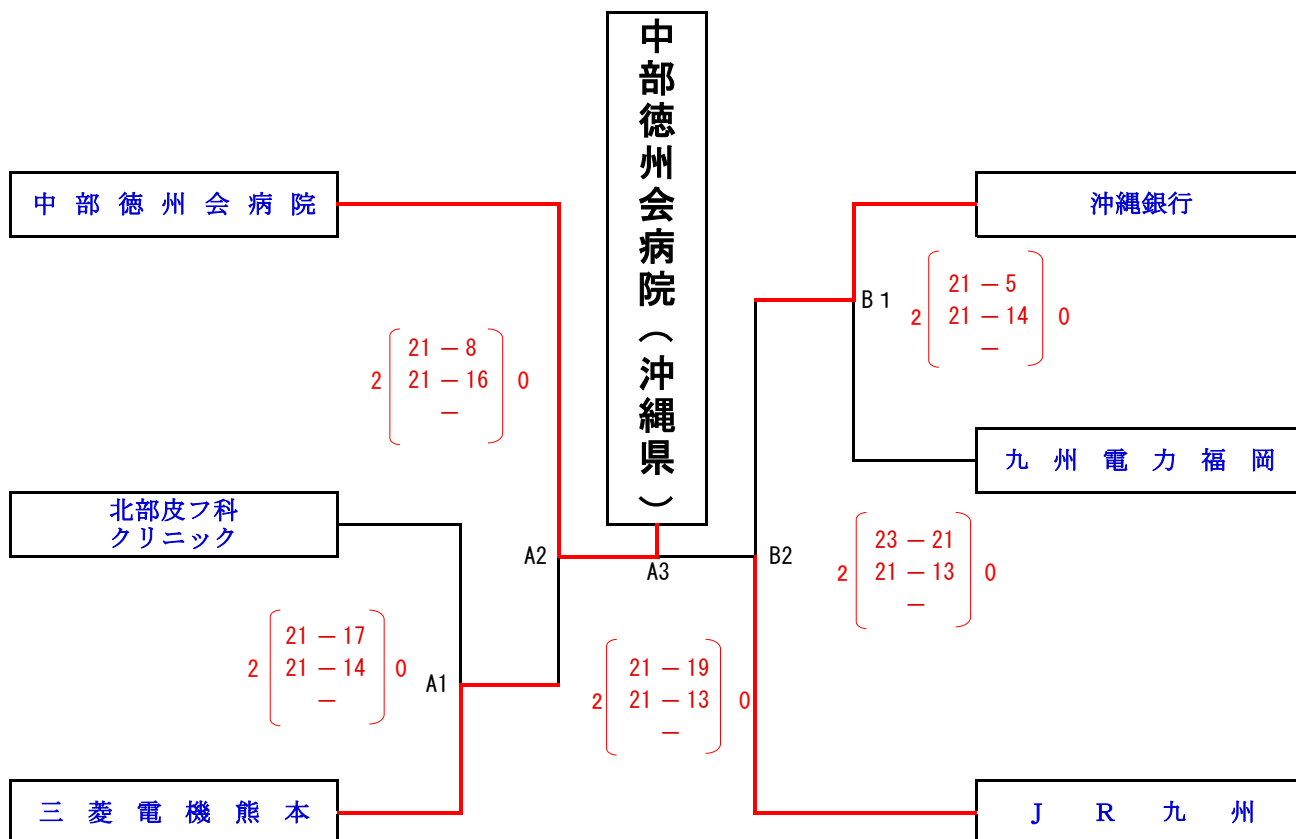 中部徳州会病院（沖縄県）
中部徳州会病院
沖縄銀行
B１
2 21 － 5 0
21 － 14
－
2 21 － 8 0
21 － 16
－
九州電力福岡
北部皮フ科
クリニック
A2
A3
B2
2 23 － 21 0
21 － 13
－
2 21 － 17 0
21 － 14
－
A1
2 21 － 19 0
21 － 13
－
三菱電機熊本
ＪＲ九州